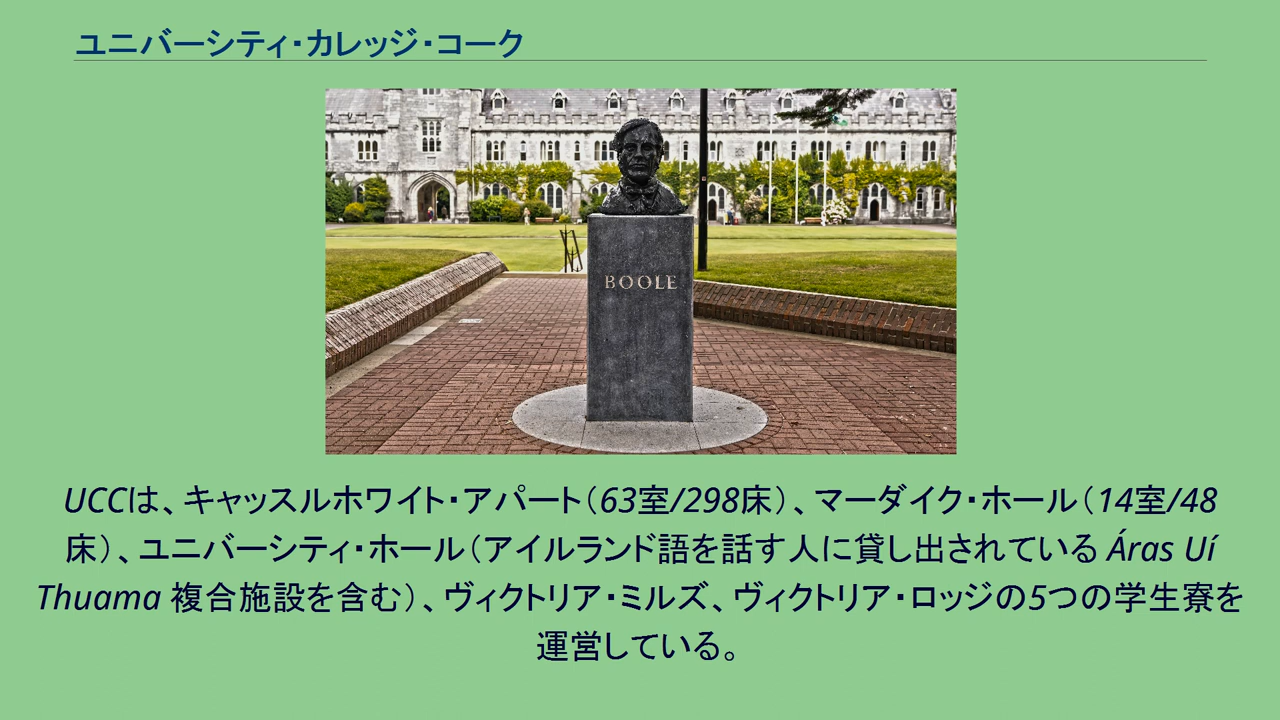 ユニバーシティ・カレッジ・コーク
BOOLE
UCCは、キャッスルホワイト・アパート（63室/298床）、マーダイク・ホール（14室/48
床）、ユニバーシティ・ホール（アイルランド語を話す人に貸し出されている Áras Uí
Thuama 複合施設を含む）、ヴィクトリア・ミルズ、ヴィクトリア・ロッジの5つの学生寮を
運営している。